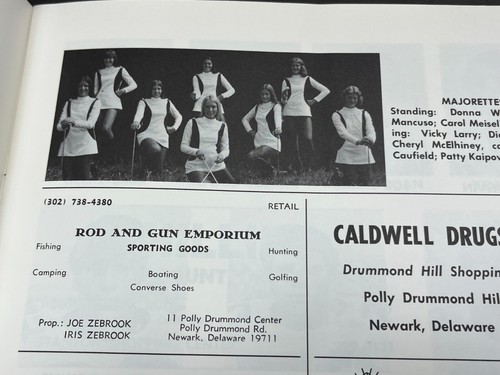 MAJORETTE
Standing: Donna W
Mancuso; Carol Meisel
ing: Vicky Larry; Di
Cheryl McElhiney, co
Caufield; Patty Kaipov
(302) 738-4380
RETAIL
ROD AND GUN EMPORIUM
SPORTING GOODS
Fishing
Hunting
Camping
Boating
Golfing
Converse Shoes
Prop.: JOE ZEBROOK
IRIS ZEBROOK
11 Polly Drummond Center
Polly Drummond Rd.
Newark, Delaware 19711
CALDWELL DRUGS
Drummond Hill Shoppin
Polly Drummond Hil
Newark, Delaware